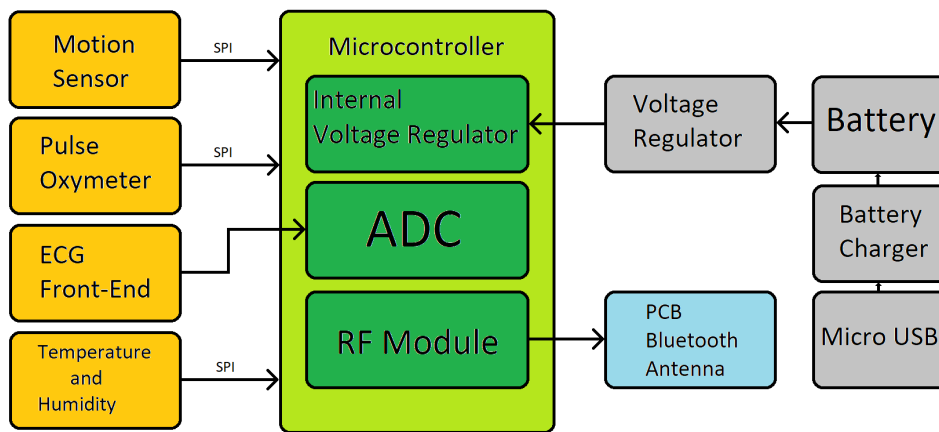 Motion
Sensor
SPI
Pulse
Oxymeter
SPI
ECG
Front-End
Temperature
and
Humidity
SPI
Microcontroller
Internal
Voltage Regulator
ADC
RF Module
Voltage
Regulator
Battery
Battery
Charger
Micro USB
PCB
Bluetooth
Antenna